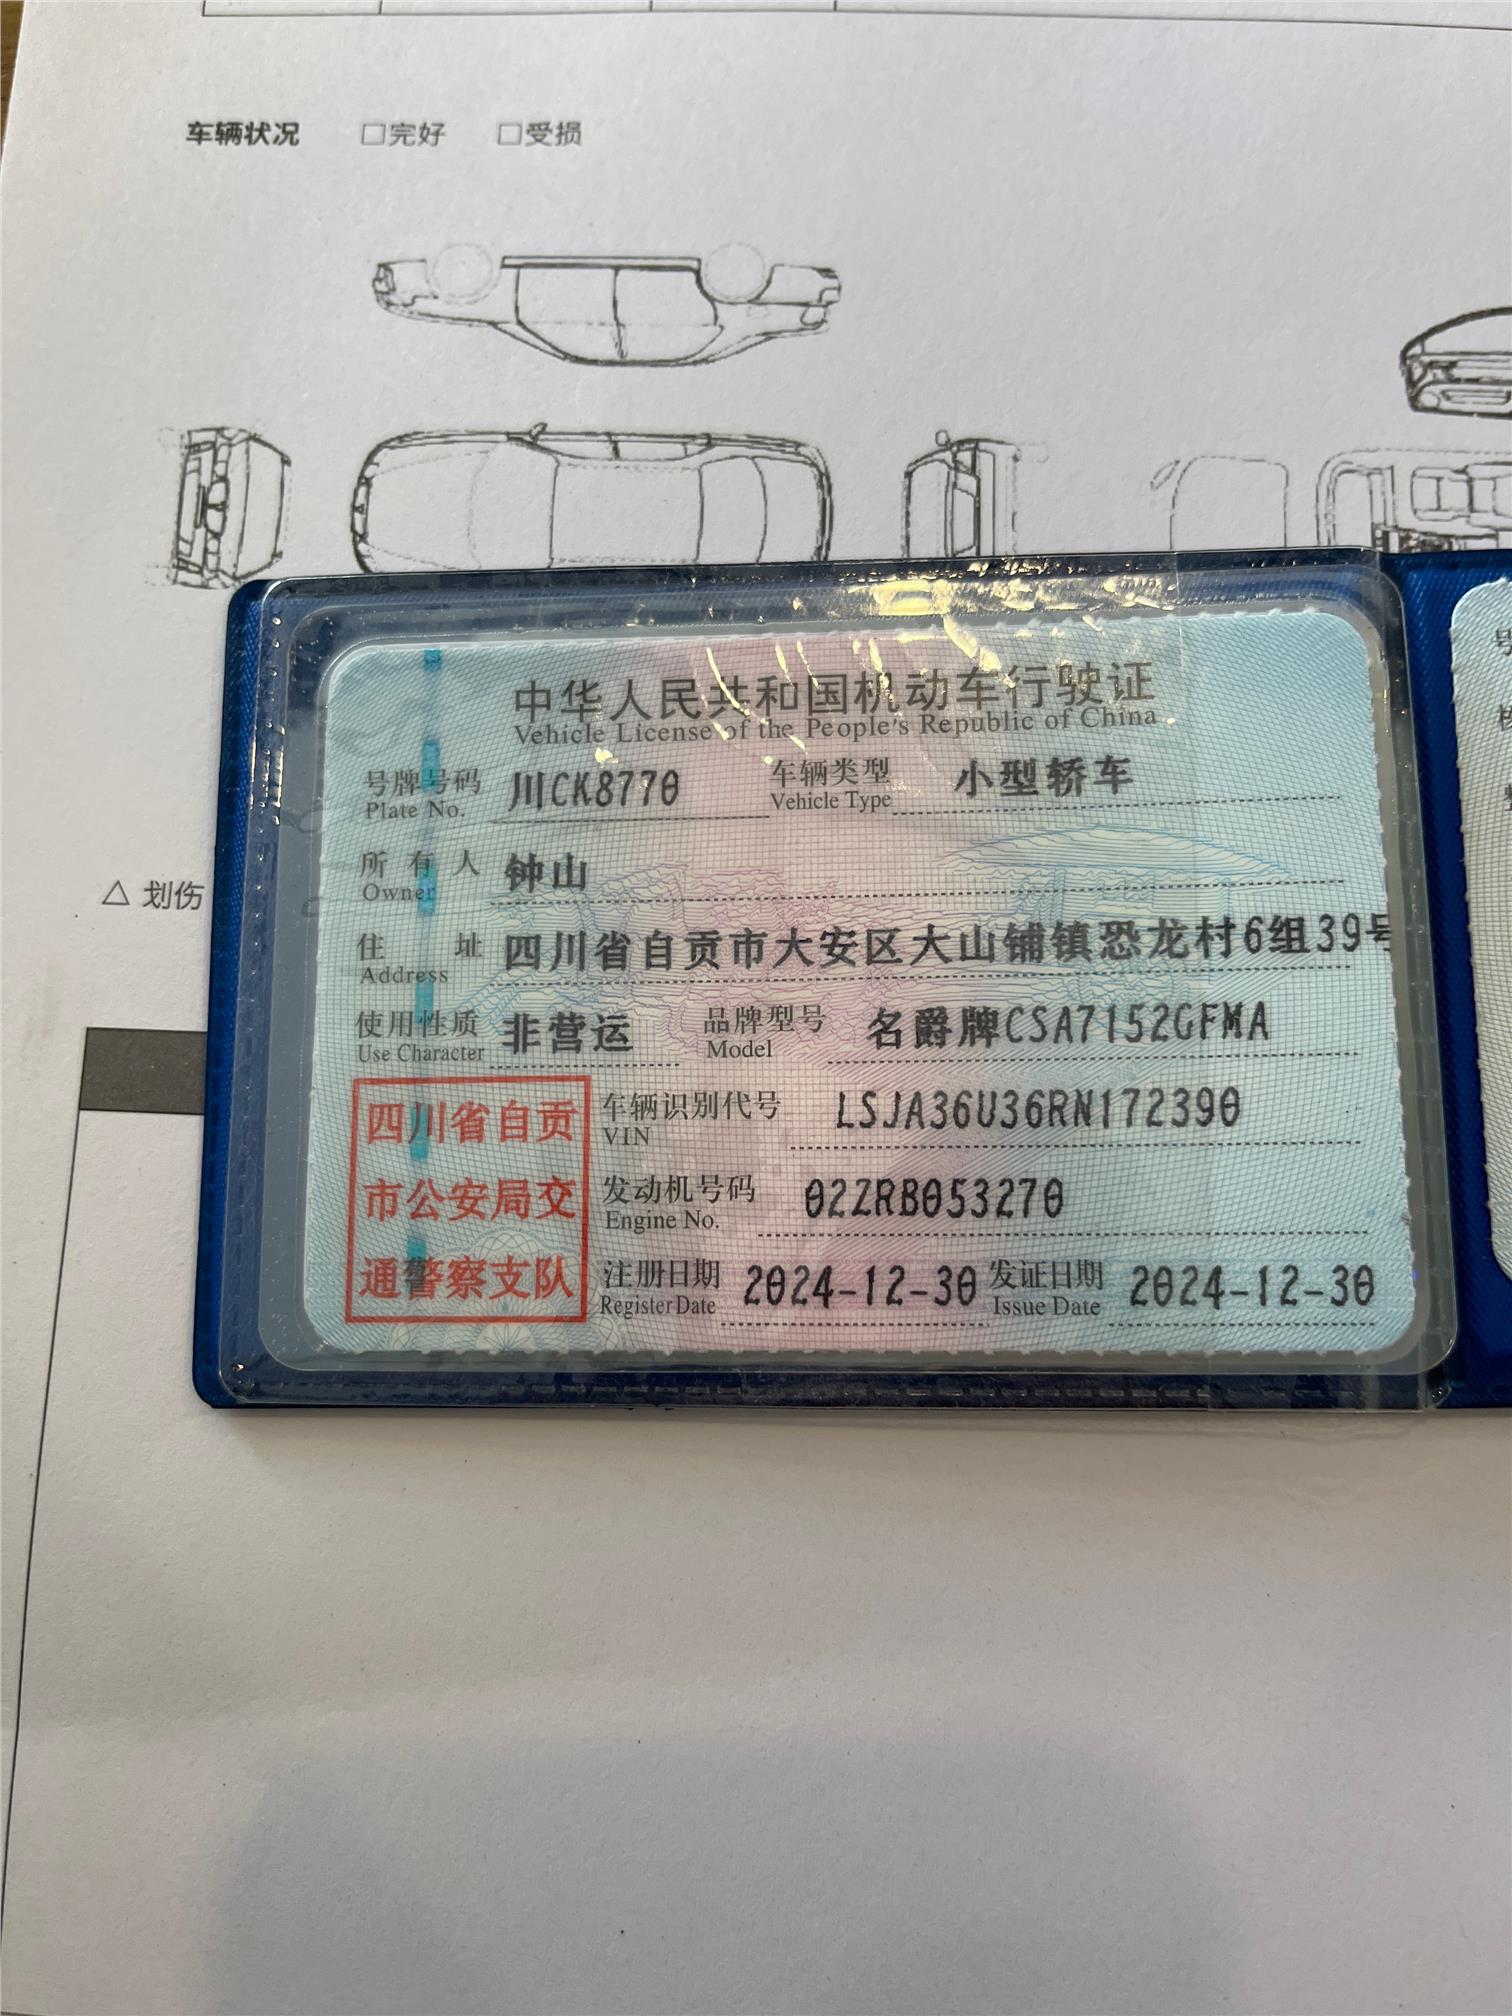 车辆状况 □完好 □受损
中华人民共和国机动车行驶证
Vehicle License of the People's Republic of China
号牌号码 川CK8770 车辆类型 小型轿车
Plate No. Vehicle Type
所有人 钟山
Owner
住址 四川省自贡市大安区大山铺镇恐龙村6组39号
Address
使用性质 非营运 品牌型号 名爵牌CSA7152GFMA
Use Character Model
车辆识别代号 LSJA36U36RN172390
VIN
发动机号码 02ZRB053270
Engine No.
注册日期 2024-12-30 发证日期 2024-12-30
Register Date Issue Date
四川省自贡
市公安局交
通警察支队
△ 划伤